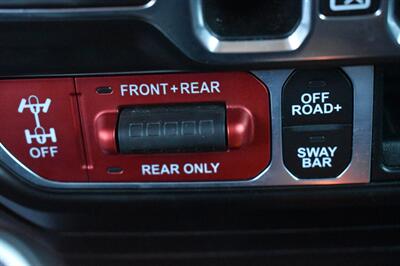 FRONT+REAR
OFF
REAR ONLY
OFF
ROAD+
SWAY
BAR